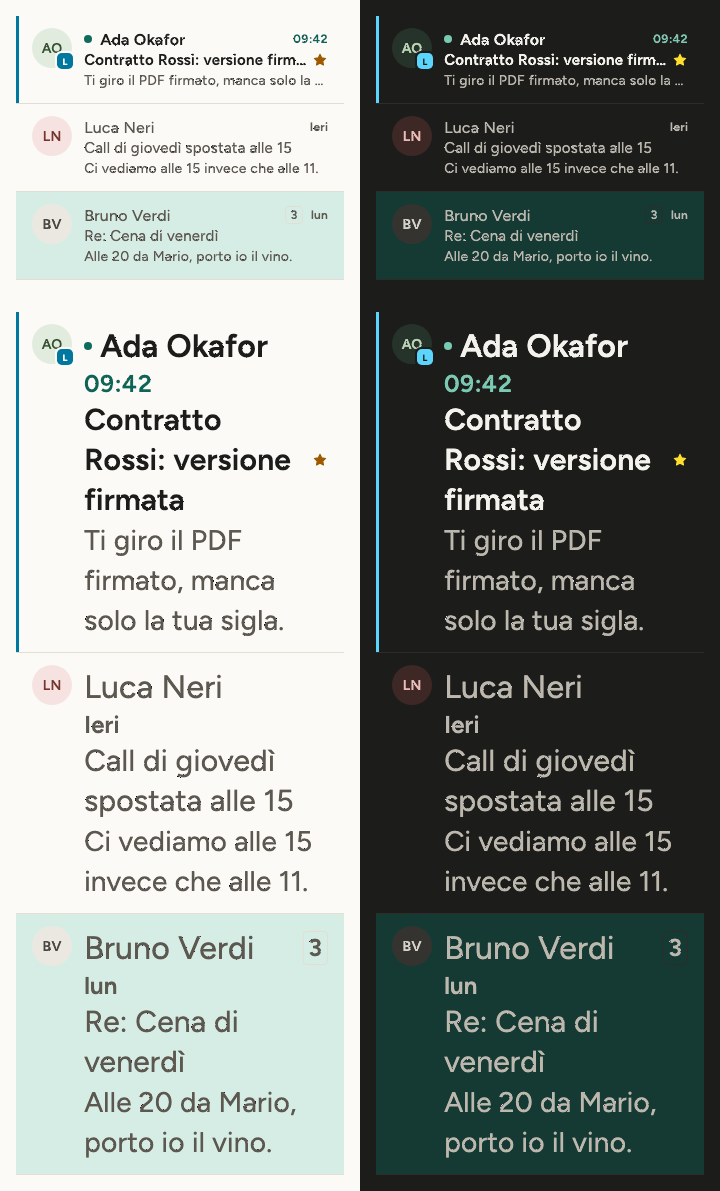 AO
L
Ada Okafor 09:42
Contratto Rossi: versione firm...
Ti giro il PDF firmato, manca solo la ...
LN
Luca Neri Ieri
Call di giovedì spostata alle 15
Ci vediamo alle 15 invece che alle 11.
BV
Bruno Verdi 3 lun
Re: Cena di venerdì
Alle 20 da Mario, porto io il vino.
AO
L
Ada Okafor
09:42
Contratto
Rossi: versione
firmata
Ti giro il PDF
firmato, manca
solo la tua sigla.
LN
Luca Neri
Ieri
Call di giovedì
spostata alle 15
Ci vediamo alle 15
invece che alle 11.
BV
Bruno Verdi 3
lun
Re: Cena di
venerdì
Alle 20 da Mario,
porto io il vino.
AO
L
Ada Okafor 09:42
Contratto Rossi: versione firm...
Ti giro il PDF firmato, manca solo la ...
LN
Luca Neri Ieri
Call di giovedì spostata alle 15
Ci vediamo alle 15 invece che alle 11.
BV
Bruno Verdi 3 lun
Re: Cena di venerdì
Alle 20 da Mario, porto io il vino.
AO
L
Ada Okafor
09:42
Contratto
Rossi: versione
firmata
Ti giro il PDF
firmato, manca
solo la tua sigla.
LN
Luca Neri
Ieri
Call di giovedì
spostata alle 15
Ci vediamo alle 15
invece che alle 11.
BV
Bruno Verdi 3
lun
Re: Cena di
venerdì
Alle 20 da Mario,
porto io il vino.